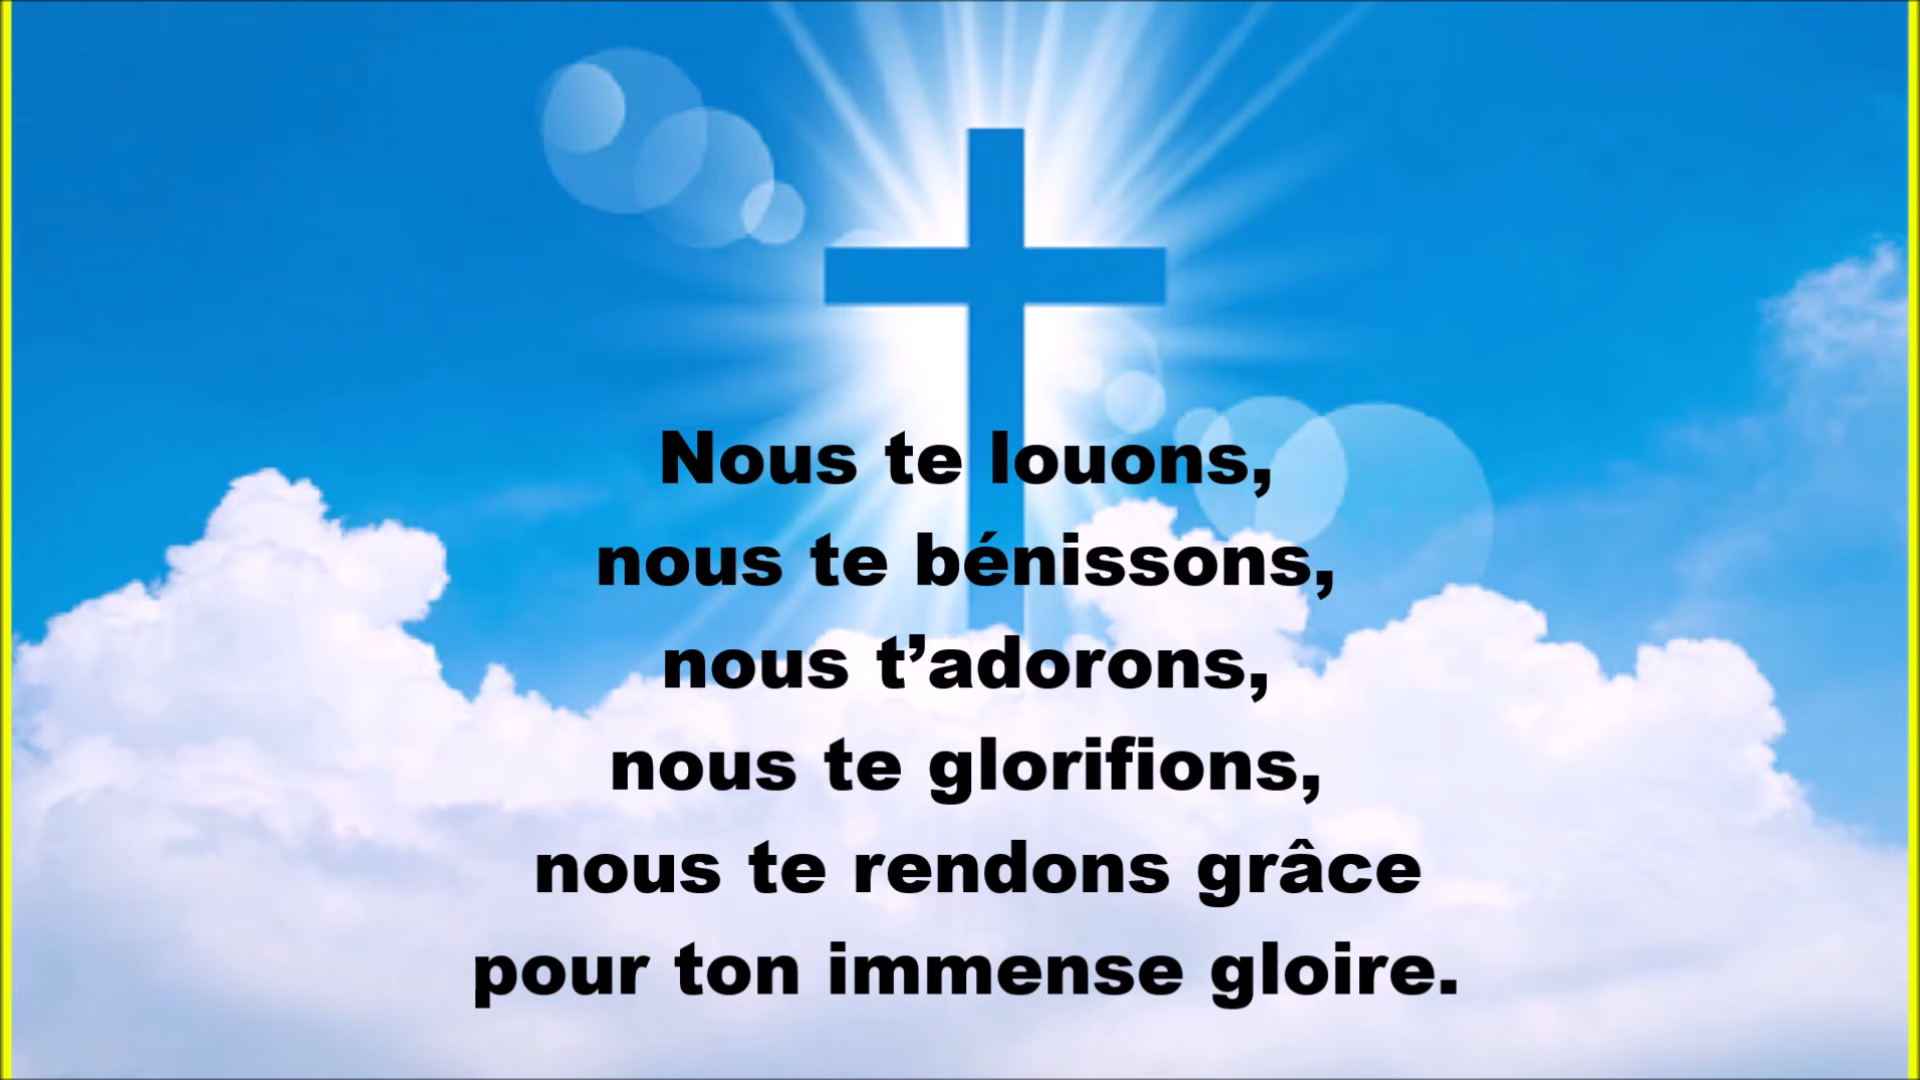 Nous te louons,
nous te bénissons,
nous t’adorons,
nous te glorifions,
nous te rendons grâce
pour ton immense gloire.